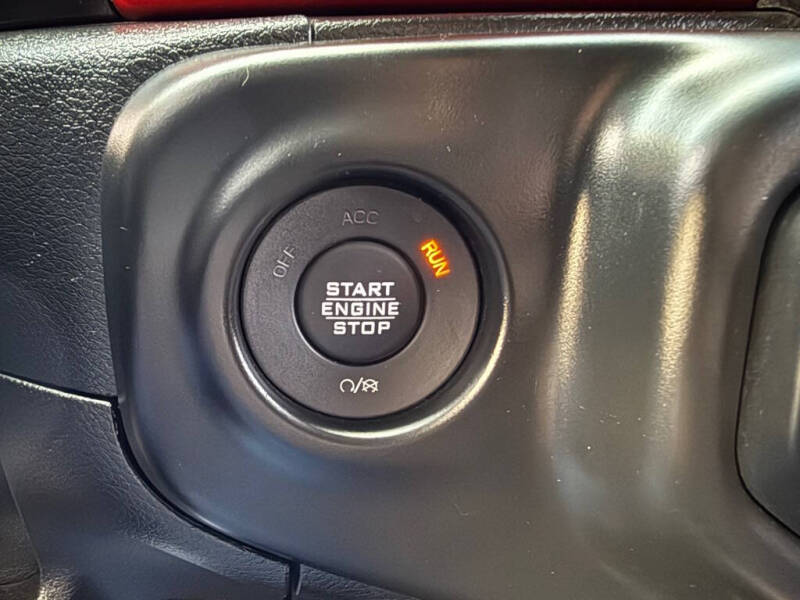 ACC
OFF
RUN
START
ENGINE
STOP